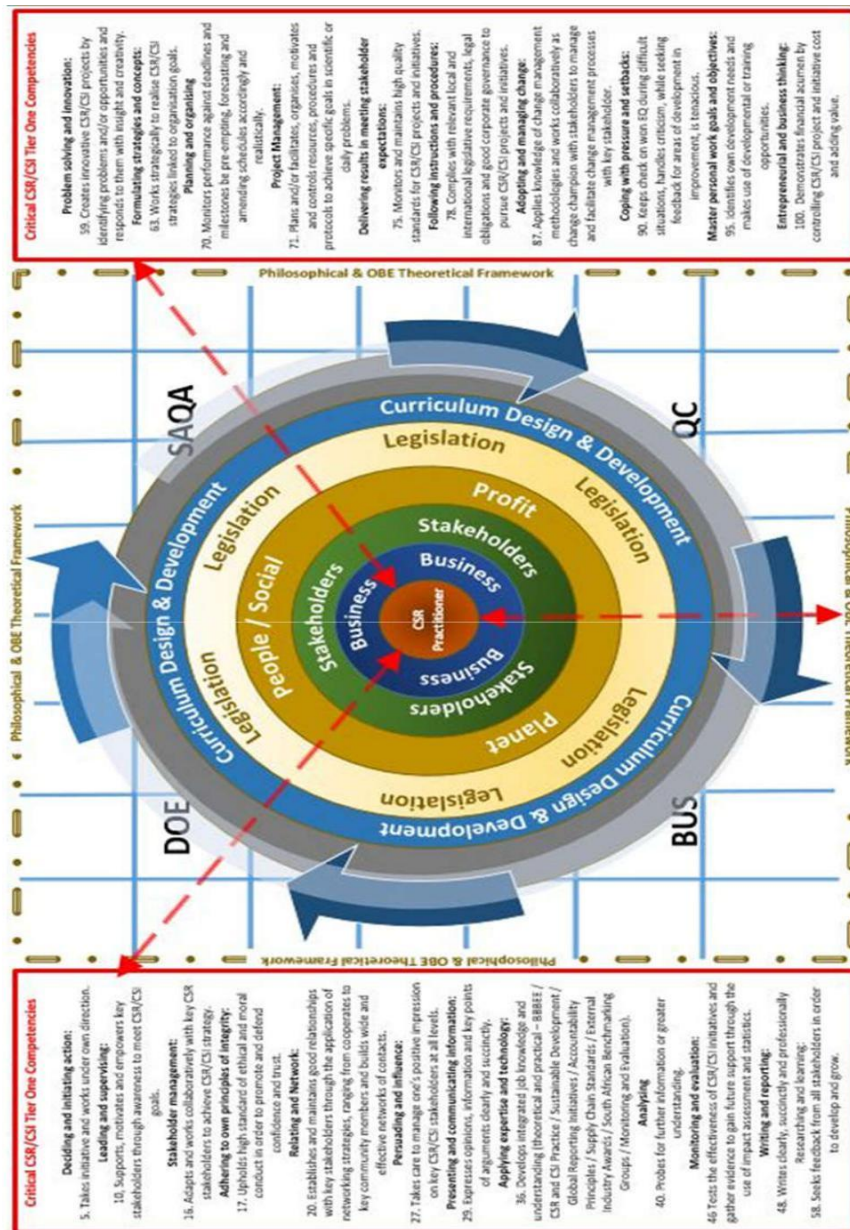 Critical CSR/CSI Tier One Competencies
Deciding and initiating action:
5. Takes initiative and works under own direction.
Leading and supervising:
10, Supports, motivates and empowers key
stakeholders through awareness to meet CSR/CSI
goals.
Stakeholder management:
16. Adapts and works collaboratively with key CSR
stakeholders to achieve CSR/CSI strategy.
Adhering to own principles of integrity:
17. Upholds high standard of ethical and moral
conduct in order to promote and defend
confidence and trust.
Relating and Network:
20. Establishes and maintains good relationships
with key stakeholders through the application of
networking strategies, ranging from cooperates to
key community members and builds wide and
effective networks of contacts.
Persuading and influence:
27. Takes care to manage one's positive impression
on key CSR/CSI stakeholders at all levels.
Presenting and communicating information:
29. Expresses opinions, information and key points
of arguments clearly and succinctly.
Applying expertise and technology:
36. Develops integrated job knowledge and
understanding (theoretical and practical – BBBEE /
CSR and CSI Practice / Sustainable Development /
Global Reporting Initiatives / Accountability
Principles / Supply Chain Standards / External
Industry Awards / South African Benchmarking
Groups / Monitoring and Evaluation).
Analysing
40. Probes for further information or greater
understanding.
Monitoring and evaluation:
46 Tests the effectiveness of CSR/CSI initiatives and
gather evidence to gain future support through the
use of impact assessment and statistics.
Writing and reporting:
48. Writes clearly, succinctly and professionally
Researching and learning:
58. Seeks feedback from all stakeholders in order
to develop and grow.
Philosophical & OBE Theoretical Framework
Philosophical & OBE Theoretical Framework
Philosophical & OBE Theoretical Framework
Philosophical & OBE Theoretical Framework
DOE
SAQA
BUS
QC
Curriculum Design & Development
Curriculum Design & Development
Curriculum Design & Development
Legislation
Legislation
Legislation
Legislation
Legislation
Legislation
People / Social
Profit
Planet
Stakeholders
Stakeholders
Stakeholders
Business
Business
Business
CSR
Practitioner
Critical CSR/CSI Tier One Competencies
Problem solving and innovation:
59. Creates innovative CSR/CSI projects by
identifying problems and/or opportunities and
responds to them with insight and creativity.
Formulating strategies and concepts:
63. Works strategically to realise CSR/CSI
strategies linked to organisation goals.
Planning and organising
70. Monitors performance against deadlines and
milestones be pre-empting, forecasting and
amending schedules accordingly and
realistically.
Project Management:
71. Plans and/or facilitates, organises, motivates
and controls resources, procedures and
protocols to achieve specific goals in scientific or
daily problems.
Delivering results in meeting stakeholder
expectations:
75. Monitors and maintains high quality
standards for CSR/CSI projects and initiatives.
Following instructions and procedures:
78. Complies with relevant local and
international legislative requirements, legal
obligations and good corporate governance to
pursue CSR/CSI projects and initiatives.
Adopting and managing change:
87. Applies knowledge of change management
methodologies and works collaboratively as
change champion with stakeholders to manage
and facilitate change management processes
with key stakeholder.
Coping with pressure and setbacks:
90. Keeps check on won EQ during difficult
situations, handles criticism, while seeking
feedback for areas of development in
improvement, is tenacious.
Master personal work goals and objectives:
95. Identifies own development needs and
makes use of developmental or training
opportunities.
Entrepreneurial and business thinking:
100. Demonstrates financial acumen by
controlling CSR/CSI project and initiative cost
and adding value.